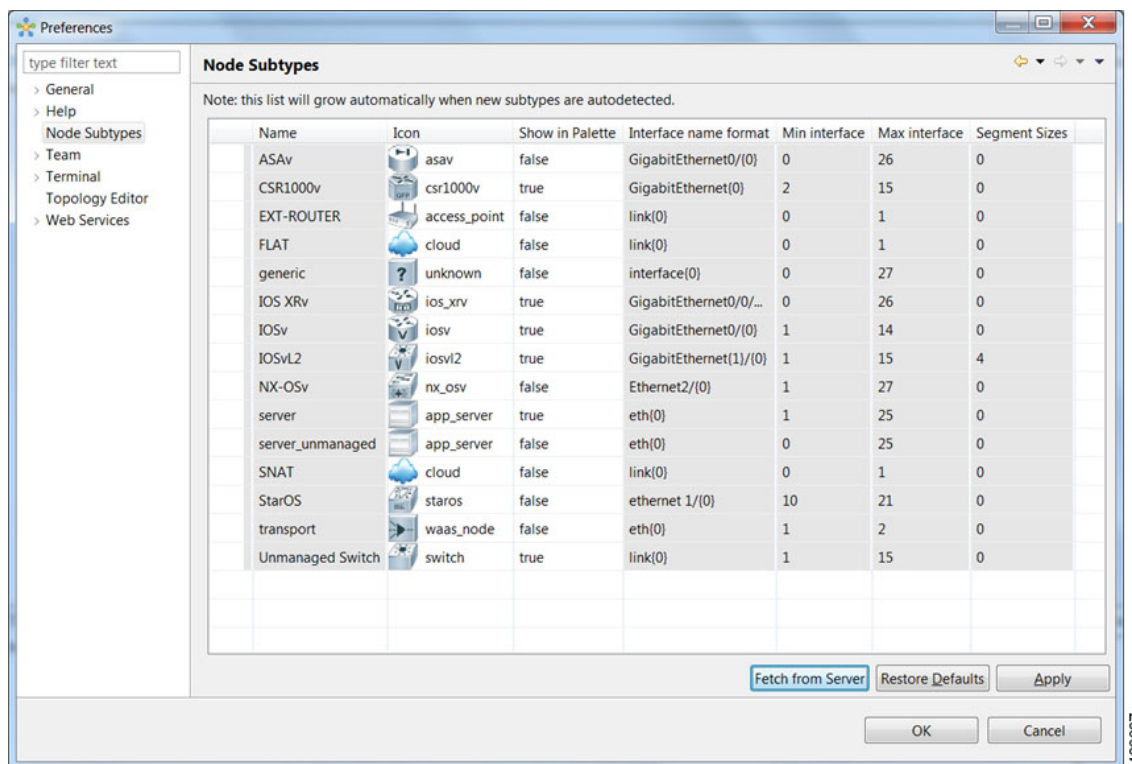 Preferences
type filter text
General
Help
Node Subtypes
Team
Terminal
Topology Editor
Web Services
Node Subtypes
Note: this list will grow automatically when new subtypes are autodetected.
Name Icon Show in Palette Interface name format Min interface Max interface Segment Sizes
ASAv asav false GigabitEthernet0/{0} 0 26 0
CSR1000v csr1000v true GigabitEthernet{0} 2 15 0
EXT-ROUTER access_point false link{0} 0 1 0
FLAT cloud false link{0} 0 1 0
generic ? unknown false interface{0} 0 27 0
IOS XRv ios_xrv true GigabitEthernet0/0/... 0 26 0
IOSv V iosv true GigabitEthernet0/{0} 1 14 0
IOSvL2 V iosvl2 true GigabitEthernet{1}/{0} 1 15 4
NX-OSv nx_osv false Ethernet2/{0} 1 27 0
server app_server true eth{0} 1 25 0
server_unmanaged app_server false eth{0} 0 25 0
SNAT cloud false link{0} 0 1 0
StarOS staros false ethernet 1/{0} 10 21 0
transport waas_node false eth{0} 1 2 0
Unmanaged Switch switch true link{0} 1 15 0
Fetch from Server Restore Defaults Apply
OK Cancel